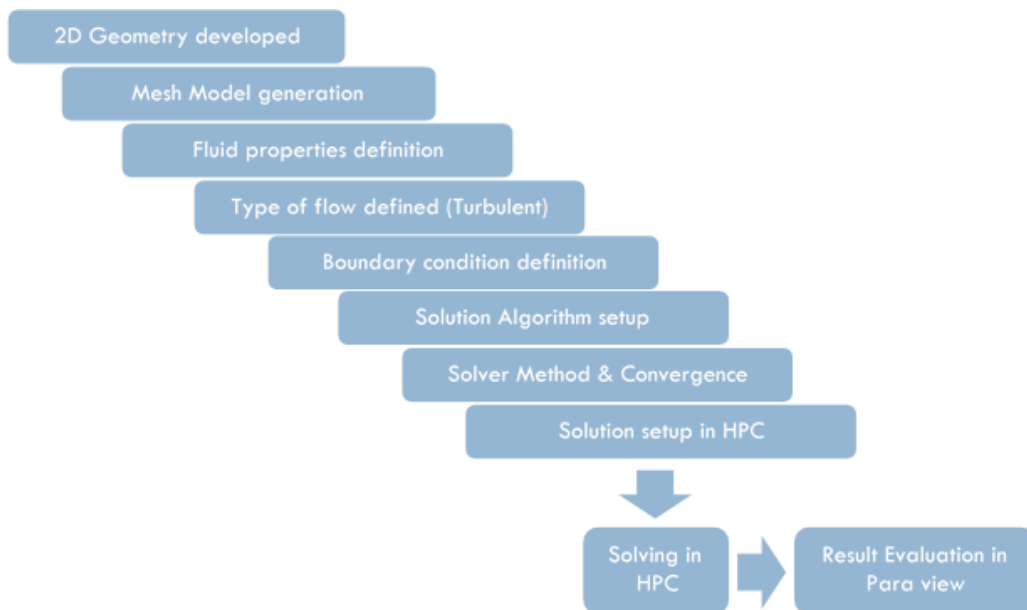 2D Geometry developed
Mesh Model generation
Fluid properties definition
Type of flow defined (Turbulent)
Boundary condition definition
Solution Algorithm setup
Solver Method & Convergence
Solution setup in HPC
Solving in
HPC
Result Evaluation in
Para view